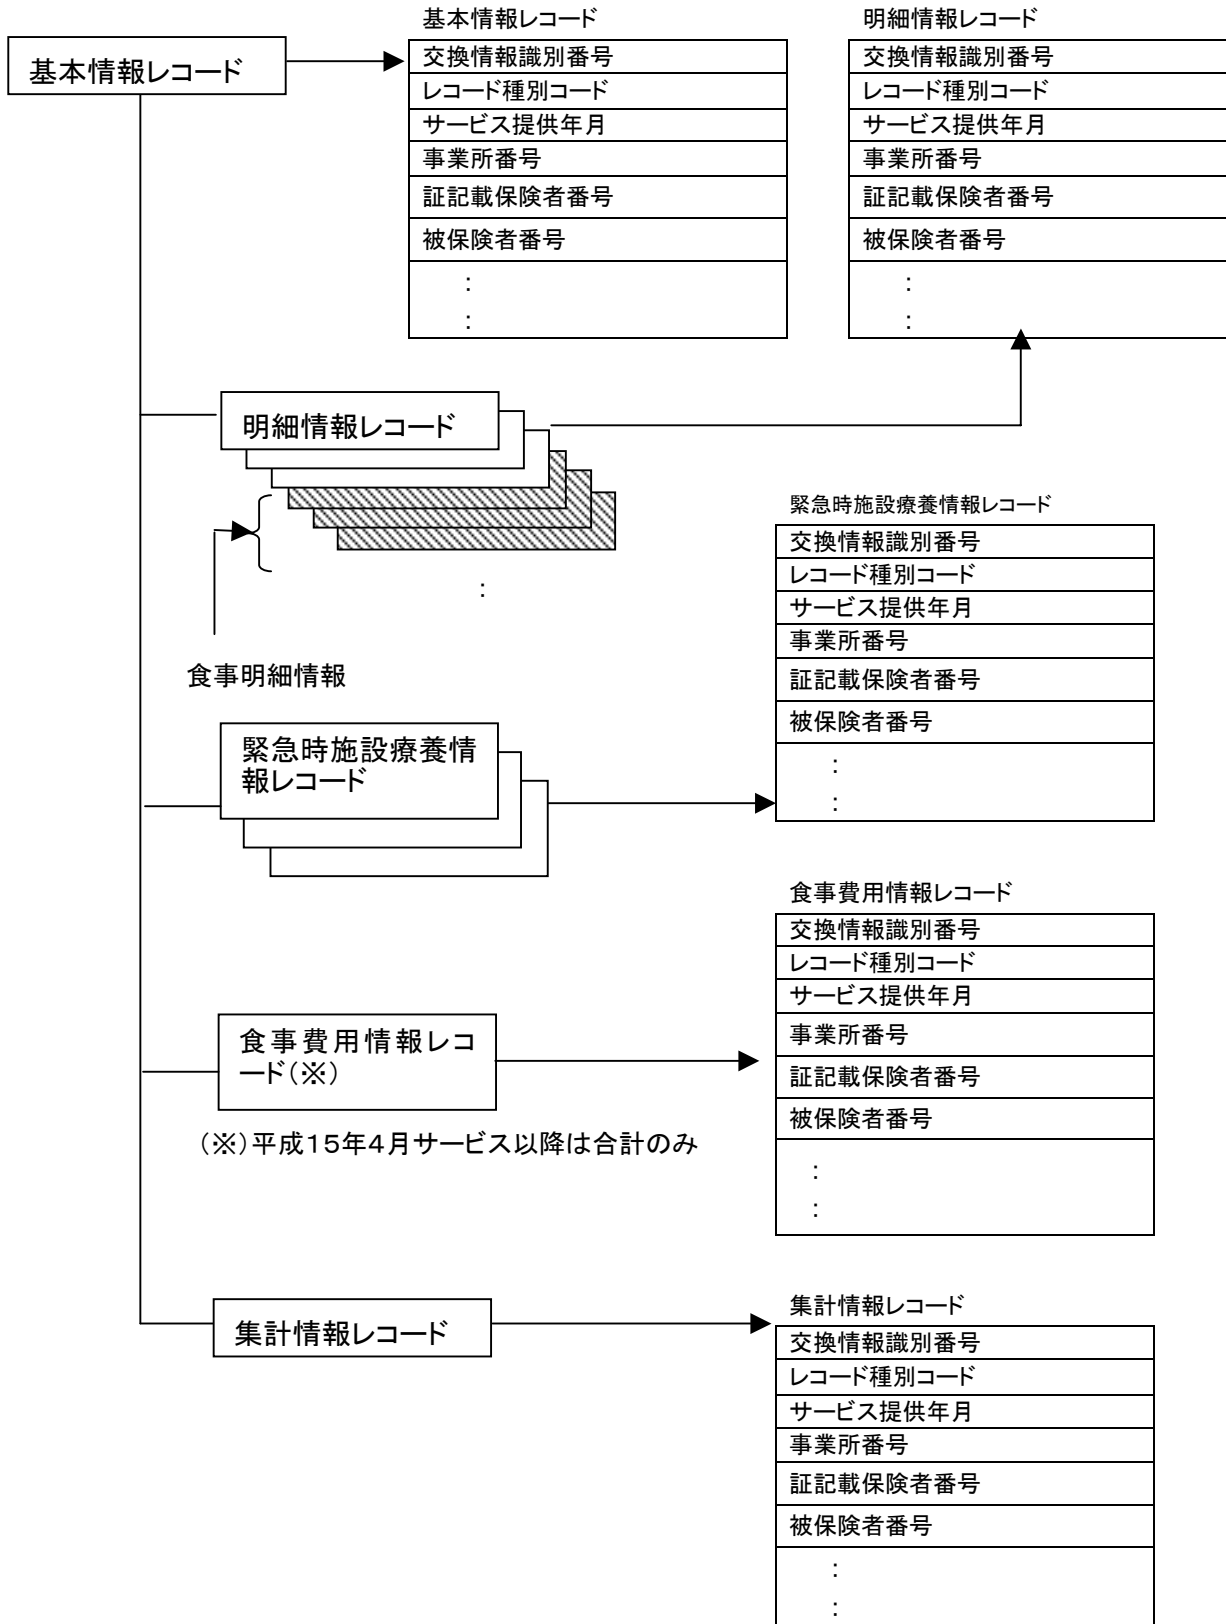 基本情報レコード
基本情報レコード
交換情報識別番号
レコード種別コード
サービス提供年月
事業所番号
証記載保険者番号
被保険者番号
:
:
明細情報レコード
交換情報識別番号
レコード種別コード
サービス提供年月
事業所番号
証記載保険者番号
被保険者番号
:
:
明細情報レコード
:
食事明細情報
緊急時施設療養情報レコード
交換情報識別番号
レコード種別コード
サービス提供年月
事業所番号
証記載保険者番号
被保険者番号
:
:
緊急時施設療養情
報レコード
食事費用情報レコード
交換情報識別番号
レコード種別コード
サービス提供年月
事業所番号
証記載保険者番号
被保険者番号
:
:
食事費用情報レコ
ード(※)
(※)平成15年4月サービス以降は合計のみ
集計情報レコード
集計情報レコード
交換情報識別番号
レコード種別コード
サービス提供年月
事業所番号
証記載保険者番号
被保険者番号
:
: